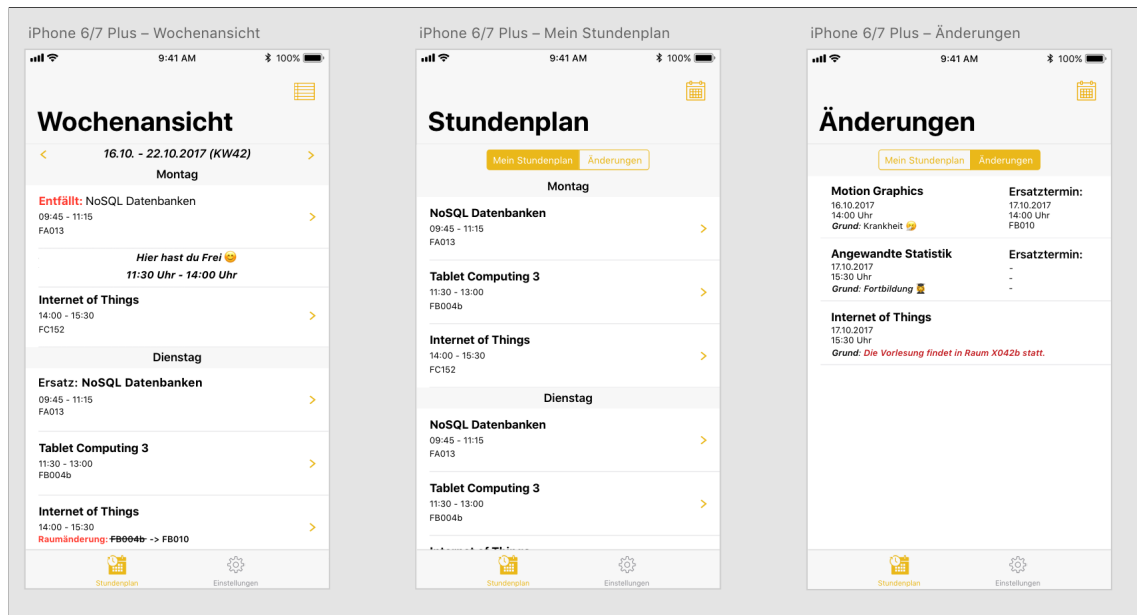 iPhone 6/7 Plus – Wochenansicht
9:41 AM
100%
Wochenansicht
< 16.10. - 22.10.2017 (KW42) >
Montag
Entfällt: NoSQL Datenbanken
09:45 - 11:15
FA013
Hier hast du Frei 😊
11:30 Uhr - 14:00 Uhr
Internet of Things
14:00 - 15:30
FC152
Dienstag
Ersatz: NoSQL Datenbanken
09:45 - 11:15
FA013
Tablet Computing 3
11:30 - 13:00
FB004b
Internet of Things
14:00 - 15:30
Raumänderung: FB004b -> FB010
Stundenplan
Einstellungen
iPhone 6/7 Plus – Mein Stundenplan
9:41 AM
100%
Stundenplan
Mein Stundenplan
Änderungen
Montag
NoSQL Datenbanken
09:45 - 11:15
FA013
Tablet Computing 3
11:30 - 13:00
FB004b
Internet of Things
14:00 - 15:30
FC152
Dienstag
NoSQL Datenbanken
09:45 - 11:15
FA013
Tablet Computing 3
11:30 - 13:00
FB004b
Stundenplan
Einstellungen
iPhone 6/7 Plus – Änderungen
9:41 AM
100%
Änderungen
Mein Stundenplan
Änderungen
Motion Graphics
16.10.2017
14:00 Uhr
Grund: Krankheit 🤧
Ersatztermin:
17.10.2017
14:00 Uhr
FB010
Angewandte Statistik
17.10.2017
15:30 Uhr
Grund: Fortbildung 👨‍🎓
Ersatztermin:
-
-
-
Internet of Things
17.10.2017
15:30 Uhr
Grund: Die Vorlesung findet in Raum X042b statt.
Stundenplan
Einstellungen